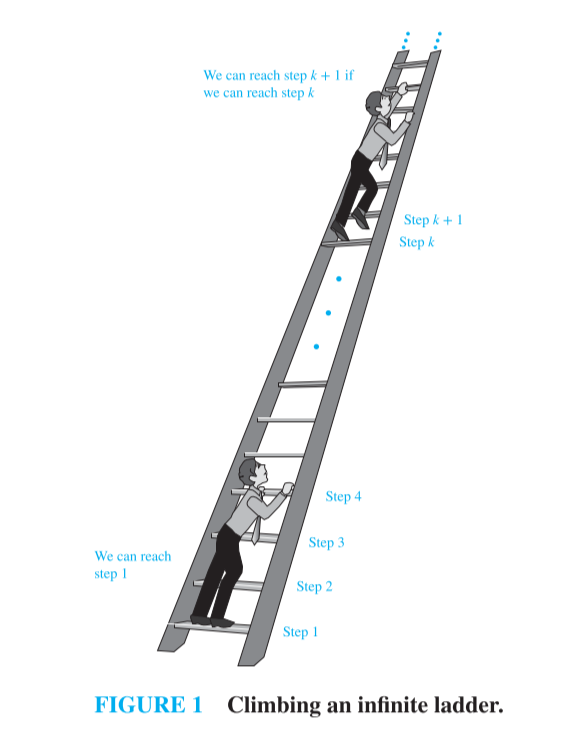 We can reach step k + 1 if
we can reach step k
Step k + 1
Step k
Step 4
Step 3
We can reach
step 1
Step 2
Step 1
FIGURE 1 Climbing an infinite ladder.